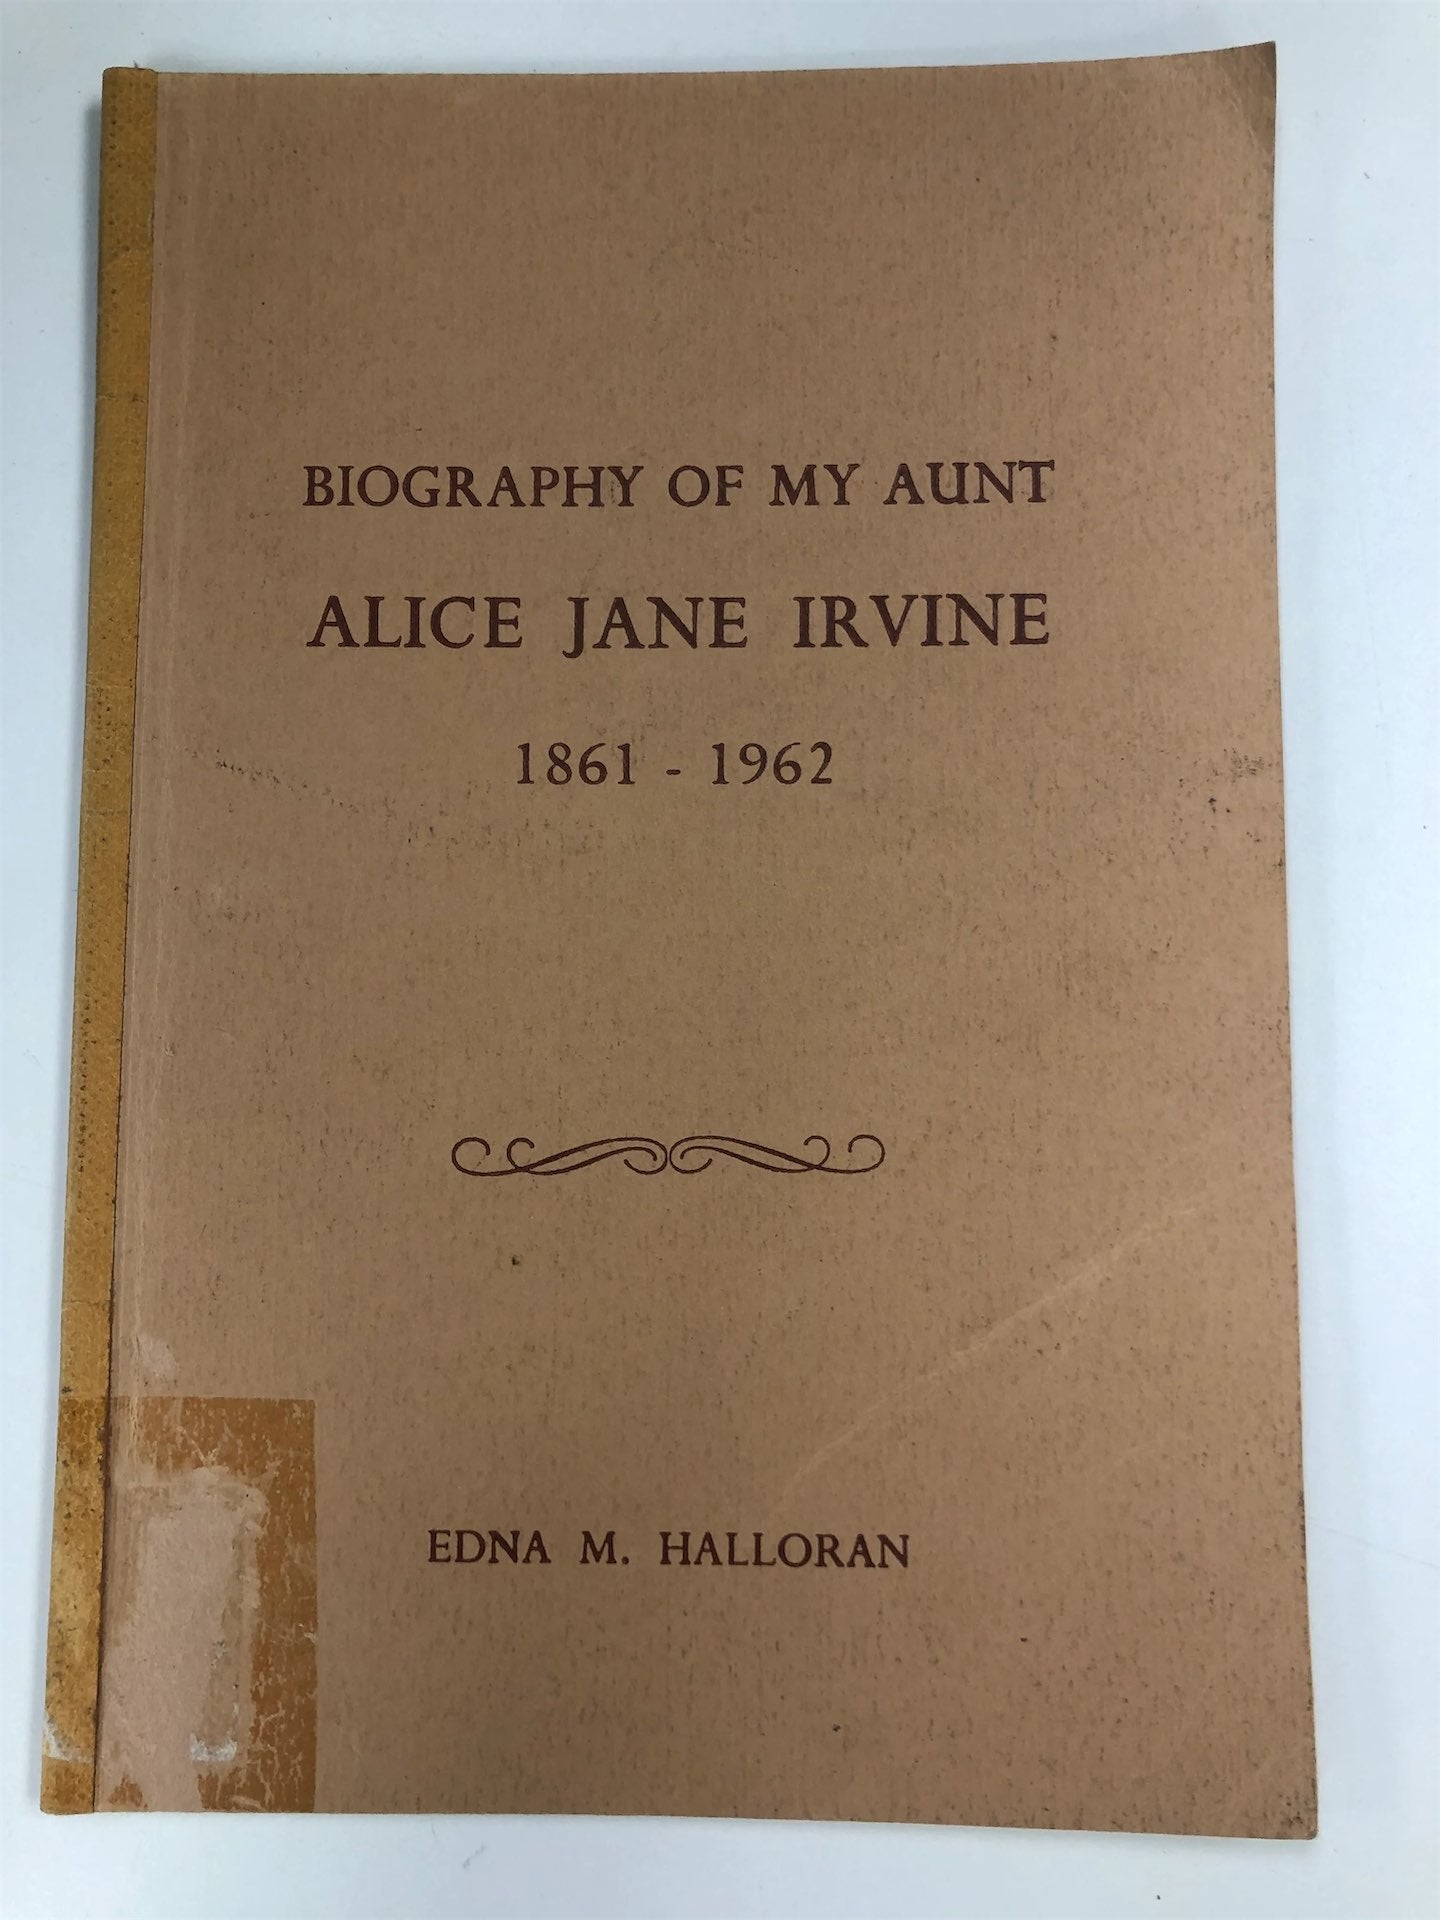 BIOGRAPHY OF MY AUNT
ALICE JANE IRVINE
1861 - 1962
EDNA M. HALLORAN